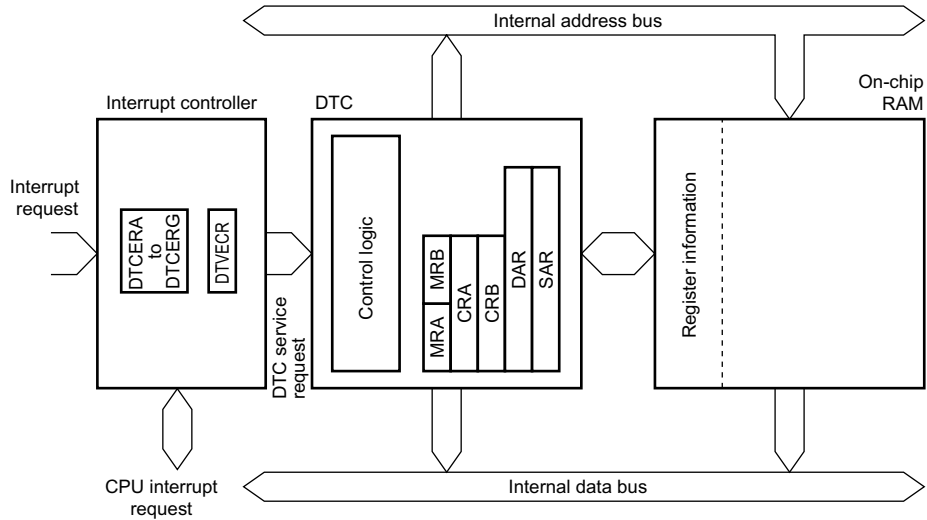 Internal address bus
On-chip
RAM
Interrupt controller
DTC
Interrupt
request
DTCERA
to
DTCERG
DTVECR
DTC service
request
Control logic
MRA
MRB
CRA
CRB
DAR
SAR
Register information
CPU interrupt
request
Internal data bus